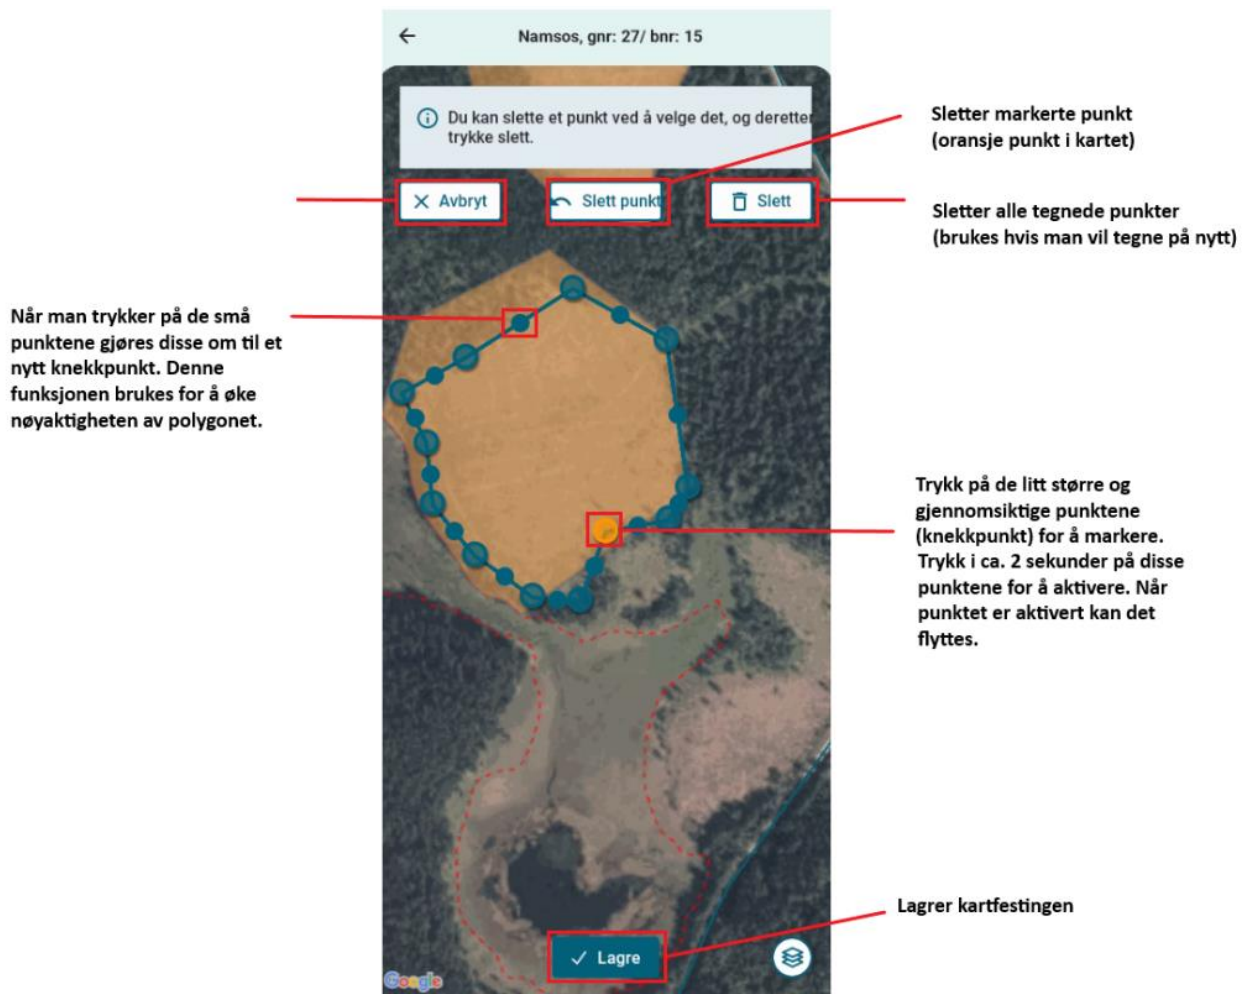 Namsos, gnr: 27/ bnr: 15
Du kan slette et punkt ved å velge det, og deretter
trykke slett.
Avbryt
Slett punkt
Slett
Sletter markerte punkt
(oransje punkt i kartet)
Sletter alle tegnede punkter
(brukes hvis man vil tegne på nytt)
Når man trykker på de små
punktene gjøres disse om til et
nytt knekkpunkt. Denne
funksjonen brukes for å øke
nøyaktigheten av polygonet.
Trykk på de litt større og
gjennomsiktige punktene
(knekkpunkt) for å markere.
Trykk i ca. 2 sekunder på disse
punktene for å aktivere. Når
punktet er aktivert kan det
flyttes.
Lagrer kartfestingen
Lagre
Google